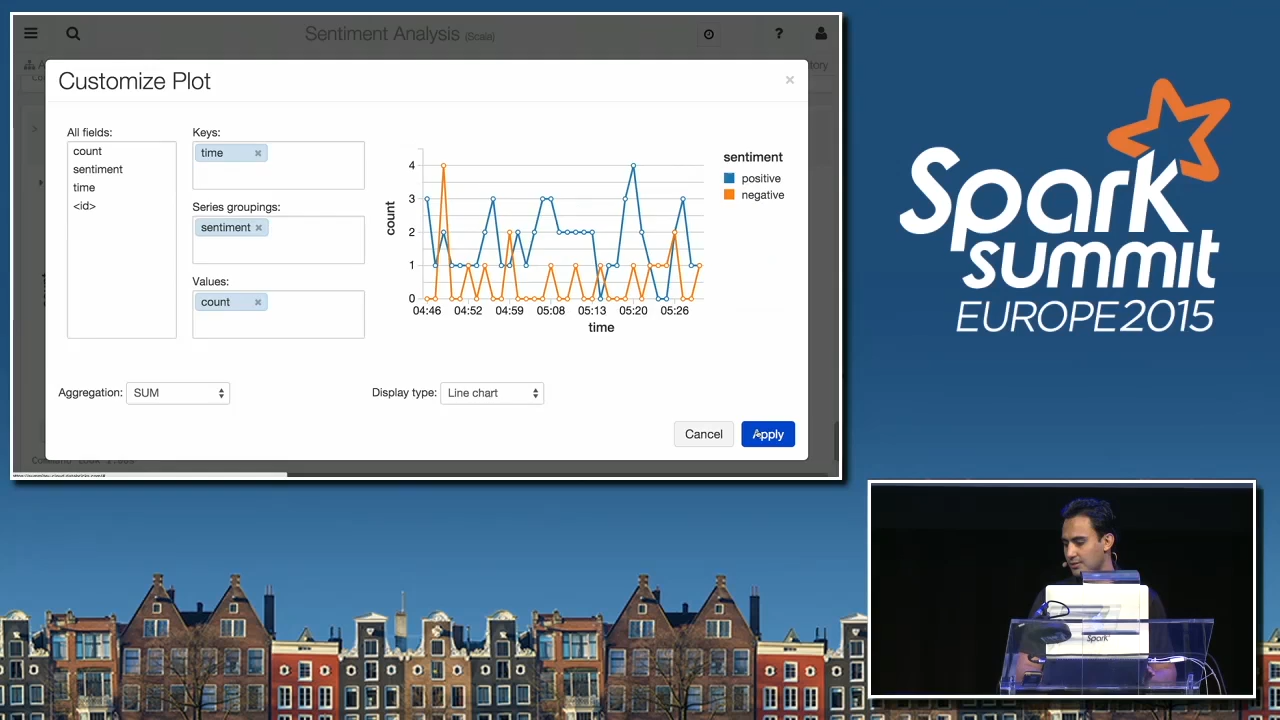 Sentiment Analysis (Scala)
?
Customize Plot
×
All fields:
count
sentiment
time
<id>
Keys:
time ×
Series groupings:
sentiment ×
Values:
count ×
count
4
3
2
1
0
04:46 04:52 04:59 05:08 05:13 05:20 05:26
time
sentiment
positive
negative
Aggregation: SUM
Display type: Line chart
Cancel Apply
Spark
summit
EUROPE 2015
Spark